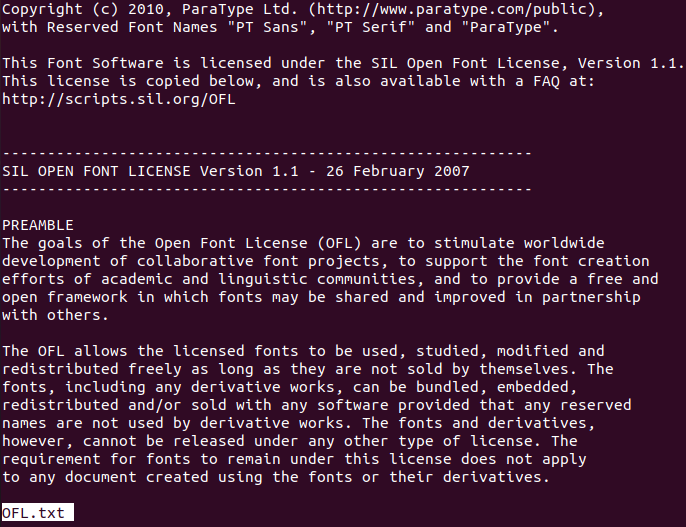 Copyright (c) 2010, ParaType Ltd. (http://www.paratype.com/public),
with Reserved Font Names "PT Sans", "PT Serif" and "ParaType".
This Font Software is licensed under the SIL Open Font License, Version 1.1.
This license is copied below, and is also available with a FAQ at:
http://scripts.sil.org/OFL
-----------------------------------------------------------
SIL OPEN FONT LICENSE Version 1.1 - 26 February 2007
-----------------------------------------------------------
PREAMBLE
The goals of the Open Font License (OFL) are to stimulate worldwide
development of collaborative font projects, to support the font creation
efforts of academic and linguistic communities, and to provide a free and
open framework in which fonts may be shared and improved in partnership
with others.
The OFL allows the licensed fonts to be used, studied, modified and
redistributed freely as long as they are not sold by themselves. The
fonts, including any derivative works, can be bundled, embedded,
redistributed and/or sold with any software provided that any reserved
names are not used by derivative works. The fonts and derivatives,
however, cannot be released under any other type of license. The
requirement for fonts to remain under this license does not apply
to any document created using the fonts or their derivatives.
OFL.txt